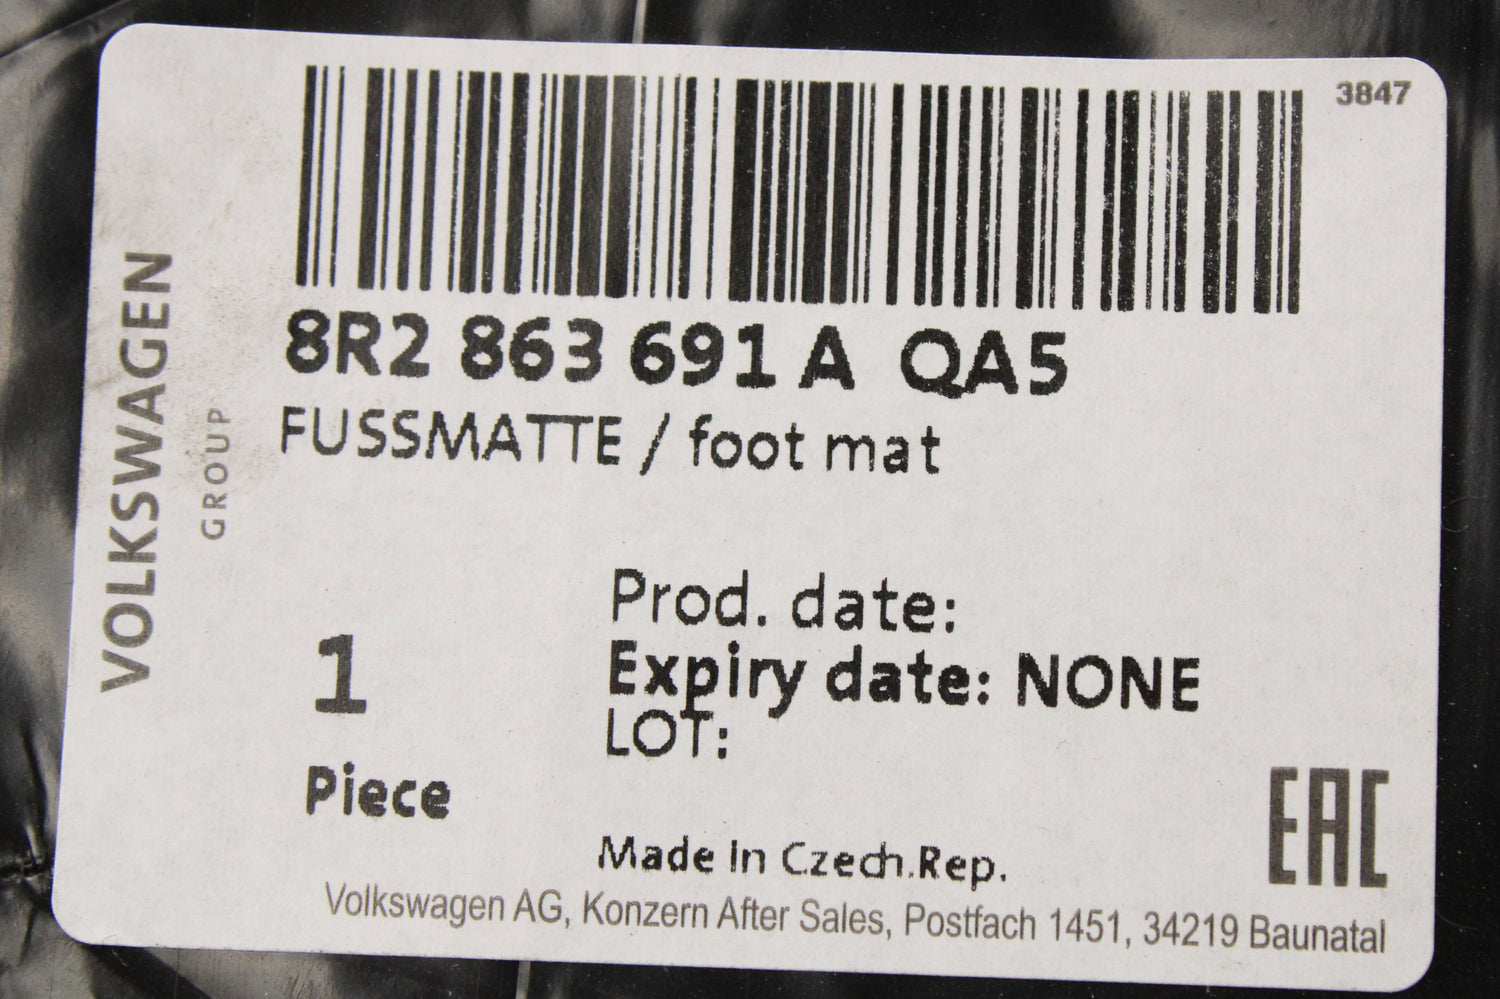 3847
8R2 863 691 A QA5
FUSSMATTE / foot mat
VOLKSWAGEN
GROUP
Prod. date:
Expiry date: NONE
LOT:
1
Piece
EAC
Made In Czech.Rep.
Volkswagen AG, Konzern After Sales, Postfach 1451, 34219 Baunatal